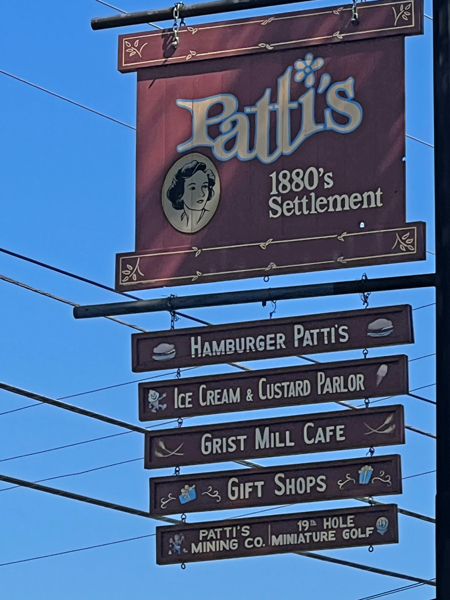 Patti's
1880's
Settlement
HAMBURGER PATTI'S
ICE CREAM & CUSTARD PARLOR
GRIST MILL CAFE
GIFT SHOPS
PATTI'S
MINING CO.
19th HOLE
MINIATURE GOLF